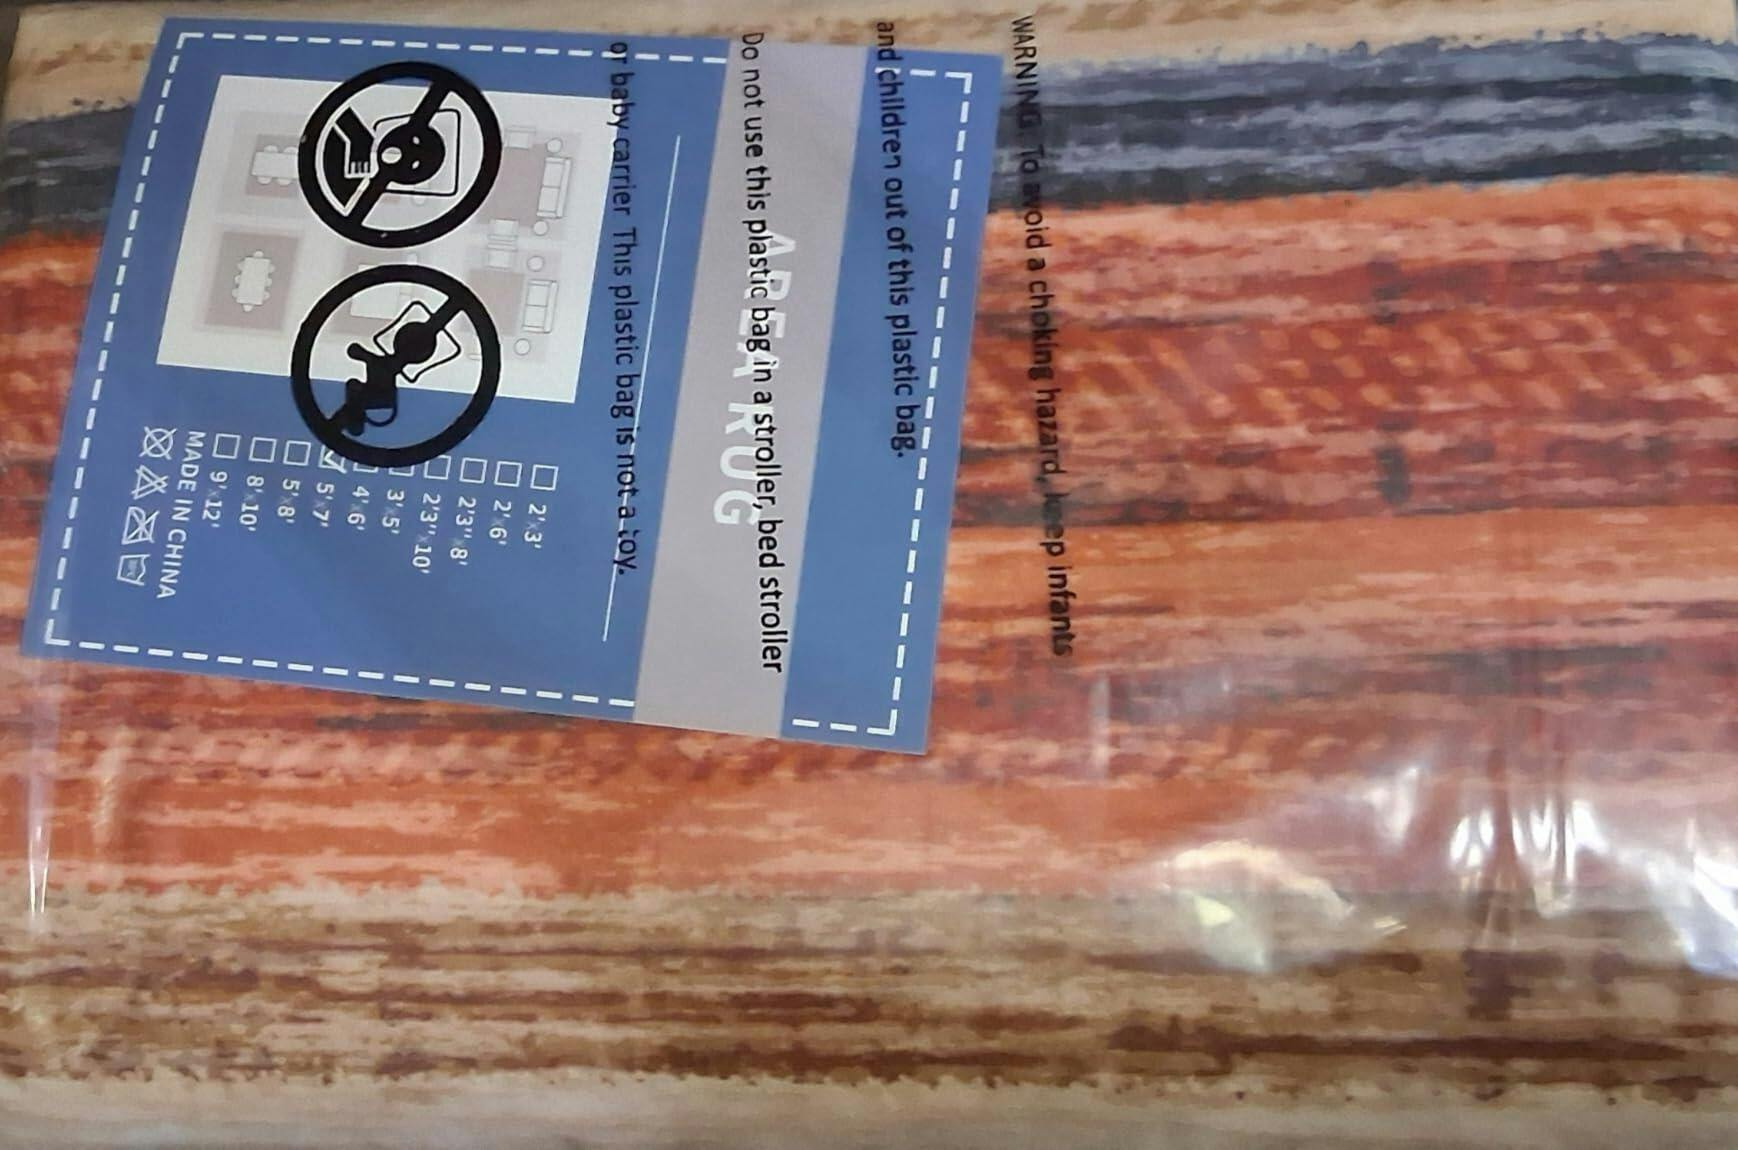 WARNING: To avoid a choking hazard, keep infants
and children out of this plastic bag.
Do not use this plastic bag in a stroller, bed stroller
or baby carrier This plastic bag is not a toy.
AREA RUG
2'x3'
2'x6'
2'3''x8'
2'3''x10'
3'x5'
4'x6'
5'x7'
5'x8'
8'x10'
9'x12'
MADE IN CHINA